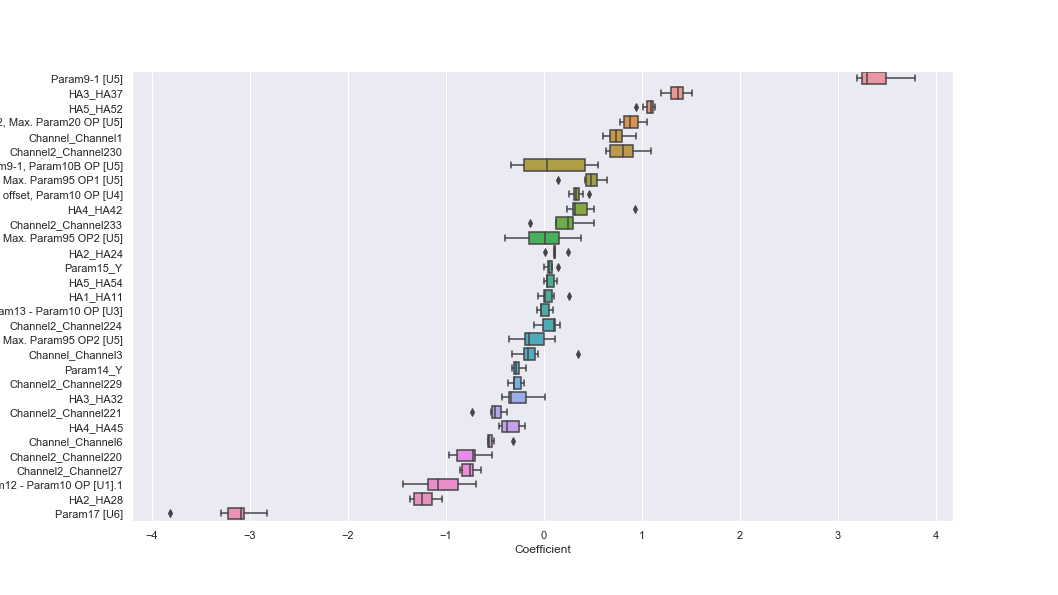 Param9-1 [U5]
HA3_HA37
HA5_HA52
2, Max. Param20 OP [U5]
Channel_Channel1
Channel2_Channel230
m9-1, Param10B OP [U5]
Max. Param95 OP1 [U5]
offset, Param10 OP [U4]
HA4_HA42
Channel2_Channel233
Max. Param95 OP2 [U5]
HA2_HA24
Param15_Y
HA5_HA54
HA1_HA11
am13 - Param10 OP [U3]
Channel2_Channel224
Max. Param95 OP2 [U5]
Channel_Channel3
Param14_Y
Channel2_Channel229
HA3_HA32
Channel2_Channel221
HA4_HA45
Channel_Channel6
Channel2_Channel220
Channel2_Channel27
m12 - Param10 OP [U1].1
HA2_HA28
Param17 [U6]
−4 −3 −2 −1 0 1 2 3 4
Coefficient